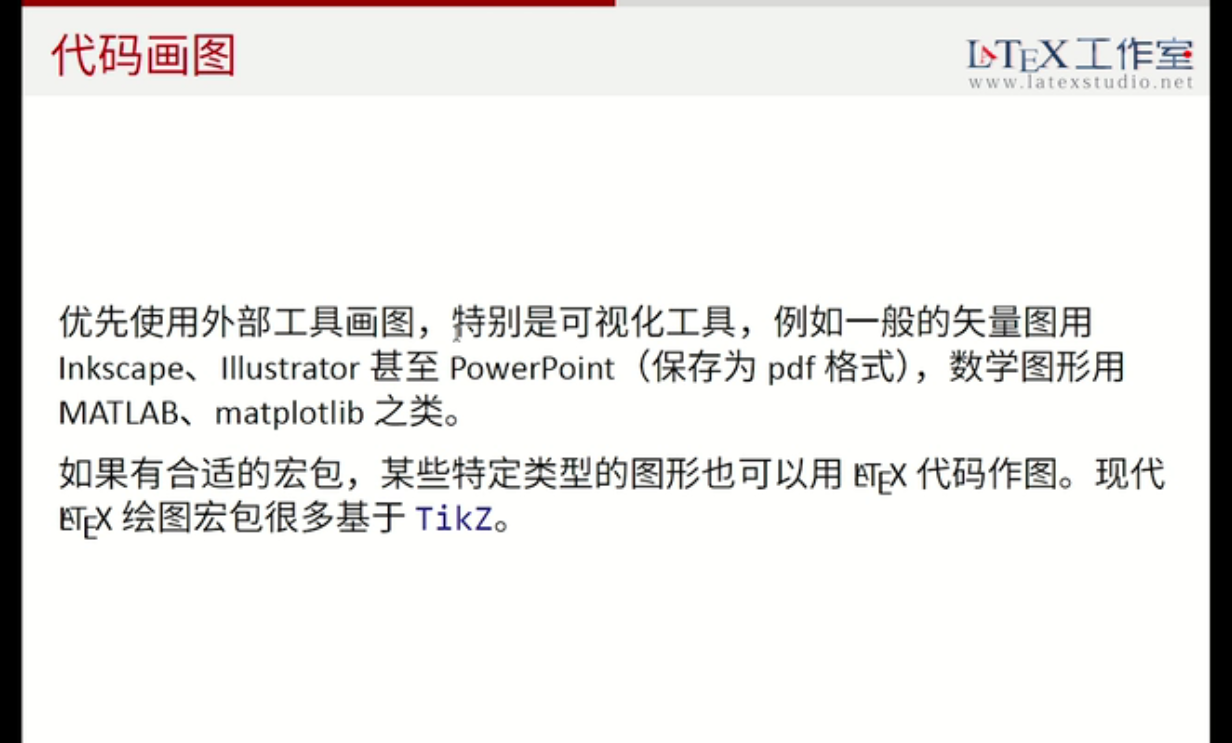 代码画图
LATEX 工作室
www.latexstudio.net
优先使用外部工具画图，特别是可视化工具，例如一般的矢量图用
Inkscape、Illustrator 甚至 PowerPoint（保存为 pdf 格式），数学图形用
MATLAB、matplotlib 之类。
如果有合适的宏包，某些特定类型的图形也可以用 LATEX 代码作图。现代
LATEX 绘图宏包很多基于 TikZ。